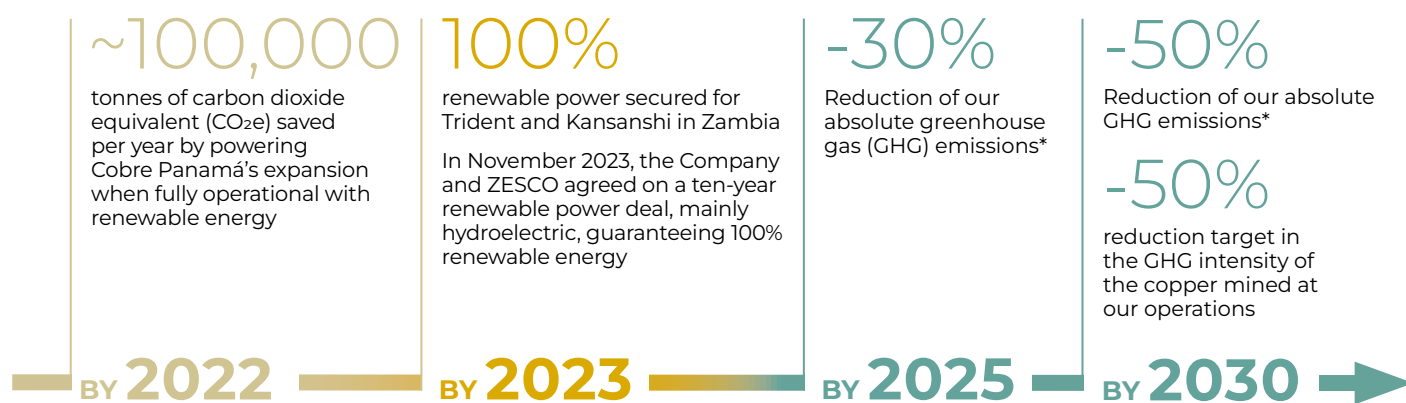 ~100,000
tonnes of carbon dioxide
equivalent (CO₂e) saved
per year by powering
Cobre Panamá’s expansion
when fully operational with
renewable energy
BY 2022
100%
renewable power secured for
Trident and Kansanshi in Zambia
In November 2023, the Company
and ZESCO agreed on a ten-year
renewable power deal, mainly
hydroelectric, guaranteeing 100%
renewable energy
BY 2023
-30%
Reduction of our
absolute greenhouse
gas (GHG) emissions*
BY 2025
-50%
Reduction of our absolute
GHG emissions*
-50%
reduction target in
the GHG intensity of
the copper mined at
our operations
BY 2030